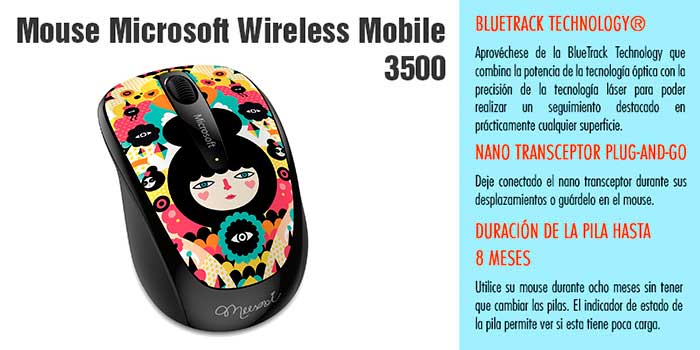 Mouse Microsoft Wireless Mobile
3500
Microsoft
BLUETRACK TECHNOLOGY®
Aprovéchese de la BlueTrack Technology que
combina la potencia de la tecnología óptica con la
precisión de la tecnología láser para poder
realizar un seguimiento destacado en
prácticamente cualquier superficie.
NANO TRANSCEPTOR PLUG-AND-GO
Deje conectado el nano transceptor durante sus
desplazamientos o guárdelo en el mouse.
DURACIÓN DE LA PILA HASTA
8 MESES
Utilice su mouse durante ocho meses sin tener
que cambiar las pilas. El indicador de estado de
la pila permite ver si esta tiene poca carga.